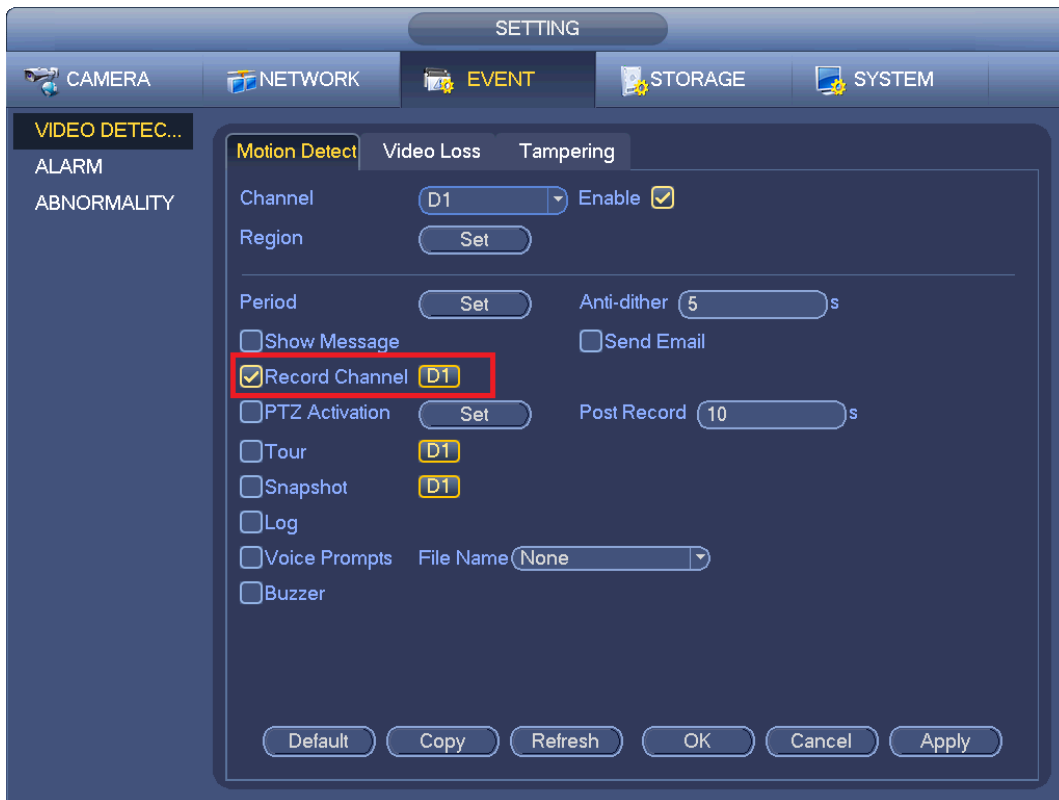 SETTING
CAMERA NETWORK EVENT STORAGE SYSTEM
VIDEO DETEC...
ALARM
ABNORMALITY
Motion Detect Video Loss Tampering
Channel D1 Enable
Region Set
Period Set Anti-dither 5 s
Show Message Send Email
Record Channel D1
PTZ Activation Set Post Record 10 s
Tour D1
Snapshot D1
Log
Voice Prompts File Name None
Buzzer
Default Copy Refresh OK Cancel Apply